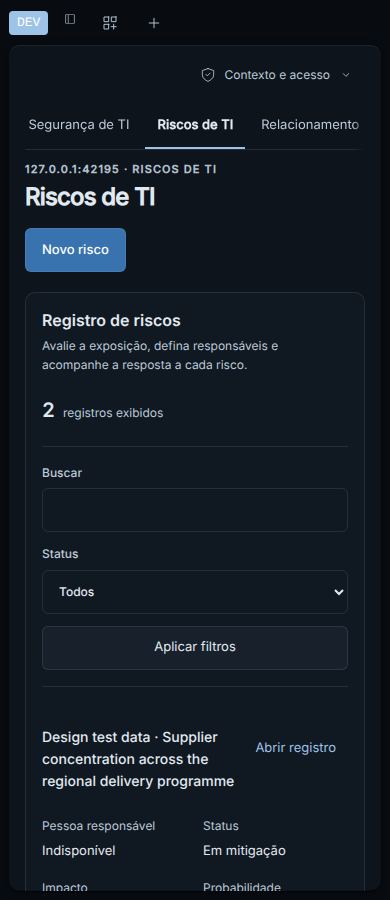 DEV
Contexto e acesso
Segurança de TI
Riscos de TI
Relacionamento
127.0.0.1:42195 · RISCOS DE TI
Riscos de TI
Novo risco
Registro de riscos
Avalie a exposição, defina responsáveis e
acompanhe a resposta a cada risco.
2 registros exibidos
Buscar
Status
Todos
Aplicar filtros
Design test data · Supplier
concentration across the
regional delivery programme
Abrir registro
Pessoa responsável
Status
Indisponível
Em mitigação
Impacto
Probabilidade